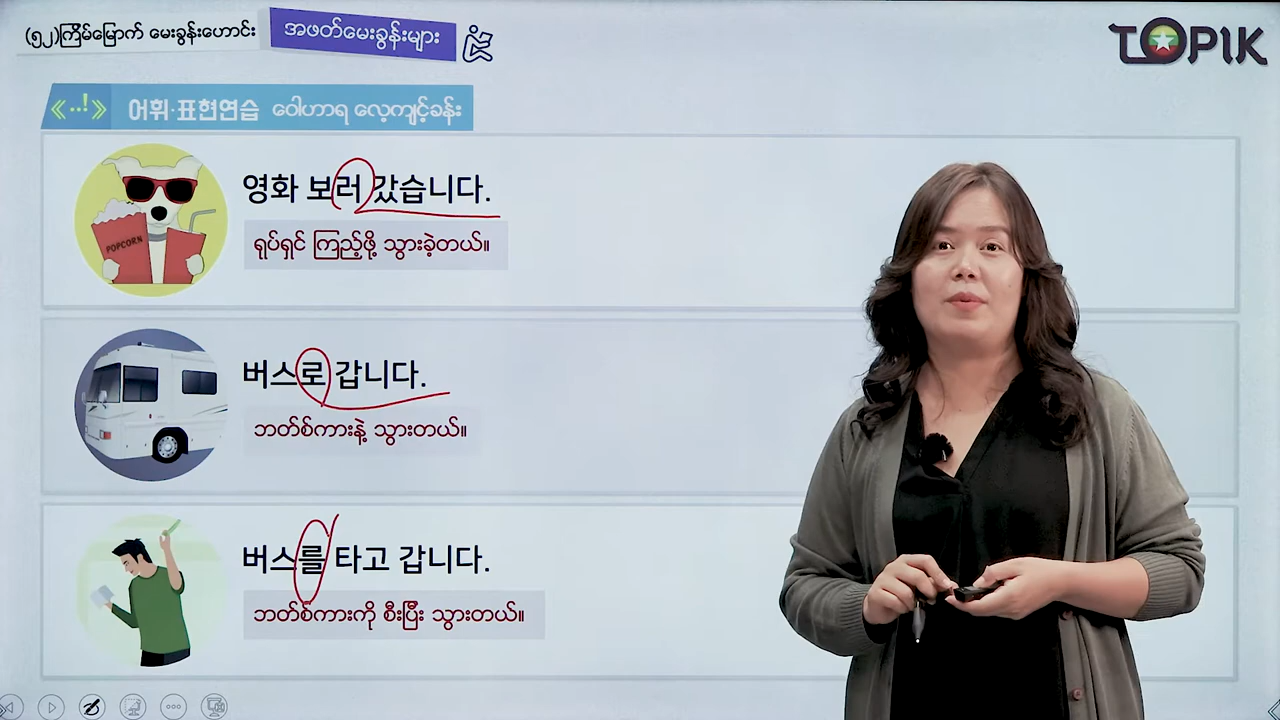 (၅၂)ကြိမ်မြောက် မေးခွန်းဟောင်း
အဖတ်မေးခွန်းများ
TOPIK
어휘·표현연습 ဝေါဟာရ လေ့ကျင့်ခန်း
POPCORN
영화 보러 갔습니다.
ရုပ်ရှင် ကြည့်ဖို့ သွားခဲ့တယ်။
버스로 갑니다.
ဘတ်စ်ကားနဲ့ သွားတယ်။
버스를 타고 갑니다.
ဘတ်စ်ကားကို စီးပြီး သွားတယ်။